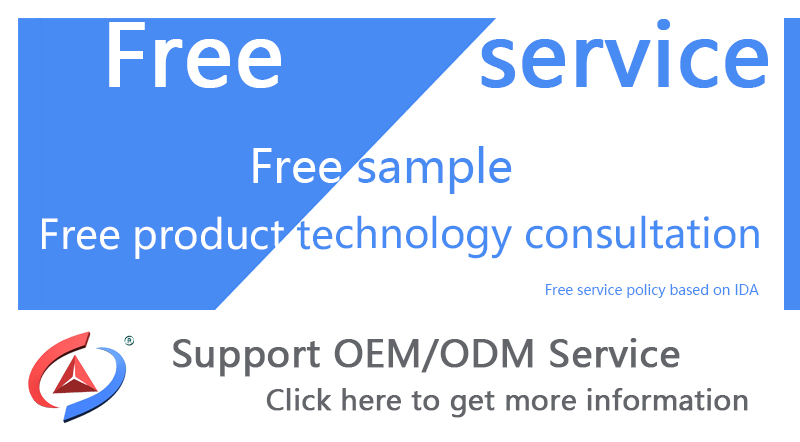 Free service
Free sample
Free product technology consultation
Free service policy based on IDA
®
Support OEM/ODM Service
Click here to get more information